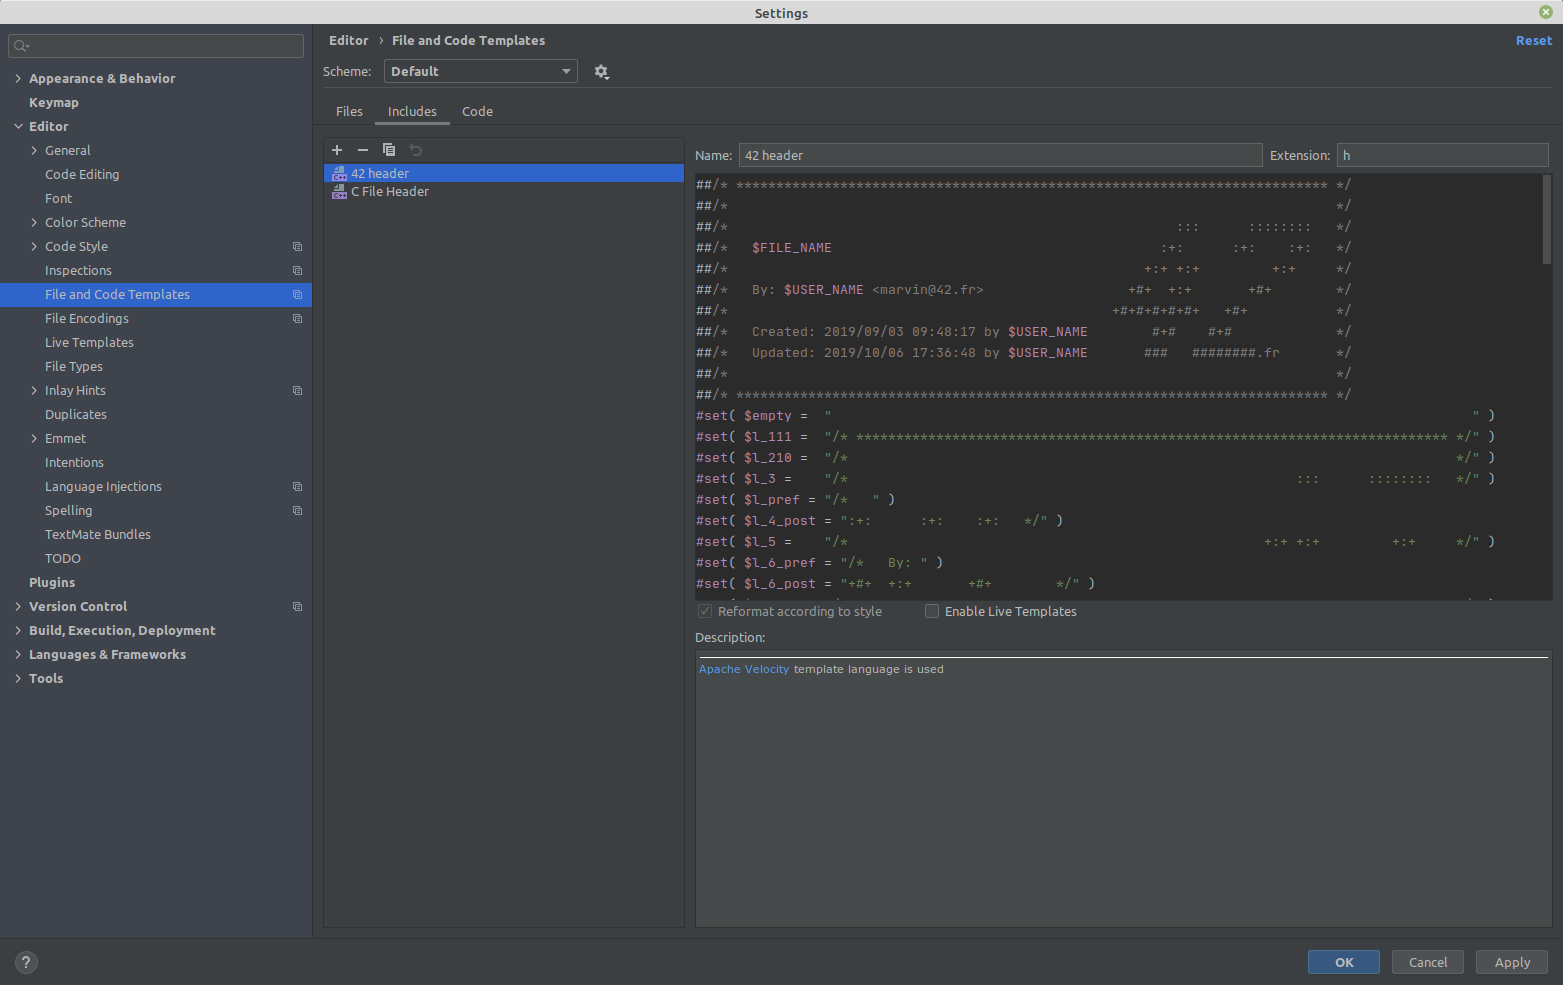 Settings
Editor › File and Code Templates
Reset
Scheme: Default
Files Includes Code
Appearance & Behavior
Keymap
Editor
General
Code Editing
Font
Color Scheme
Code Style
Inspections
File and Code Templates
File Encodings
Live Templates
File Types
Inlay Hints
Duplicates
Emmet
Intentions
Language Injections
Spelling
TextMate Bundles
TODO
Plugins
Version Control
Build, Execution, Deployment
Languages & Frameworks
Tools
42 header
C File Header
Name: 42 header Extension: h
##/* ************************************************************************** */
##/*                                                                            */
##/*                                                        :::      ::::::::   */
##/*   $FILE_NAME                                         :+:      :+:    :+:   */
##/*                                                    +:+ +:+         +:+     */
##/*   By: $USER_NAME <marvin@42.fr>                  +#+  +:+       +#+        */
##/*                                                +#+#+#+#+#+   +#+           */
##/*   Created: 2019/09/03 09:48:17 by $USER_NAME        #+#    #+#             */
##/*   Updated: 2019/10/06 17:36:48 by $USER_NAME       ###   ########.fr       */
##/*                                                                            */
##/* ************************************************************************** */
#set( $empty =  "                                                                                " )
#set( $l_111 =  "/* ************************************************************************** */" )
#set( $l_210 =  "/*                                                                            */" )
#set( $l_3 =    "/*                                                        :::      ::::::::   */" )
#set( $l_pref = "/*   " )
#set( $l_4_post = ":+:      :+:    :+:   */" )
#set( $l_5 =    "/*                                                    +:+ +:+         +:+     */" )
#set( $l_6_pref = "/*   By: " )
#set( $l_6_post = "+#+  +:+       +#+        */" )
Reformat according to style Enable Live Templates
Description:
Apache Velocity template language is used
? OK Cancel Apply